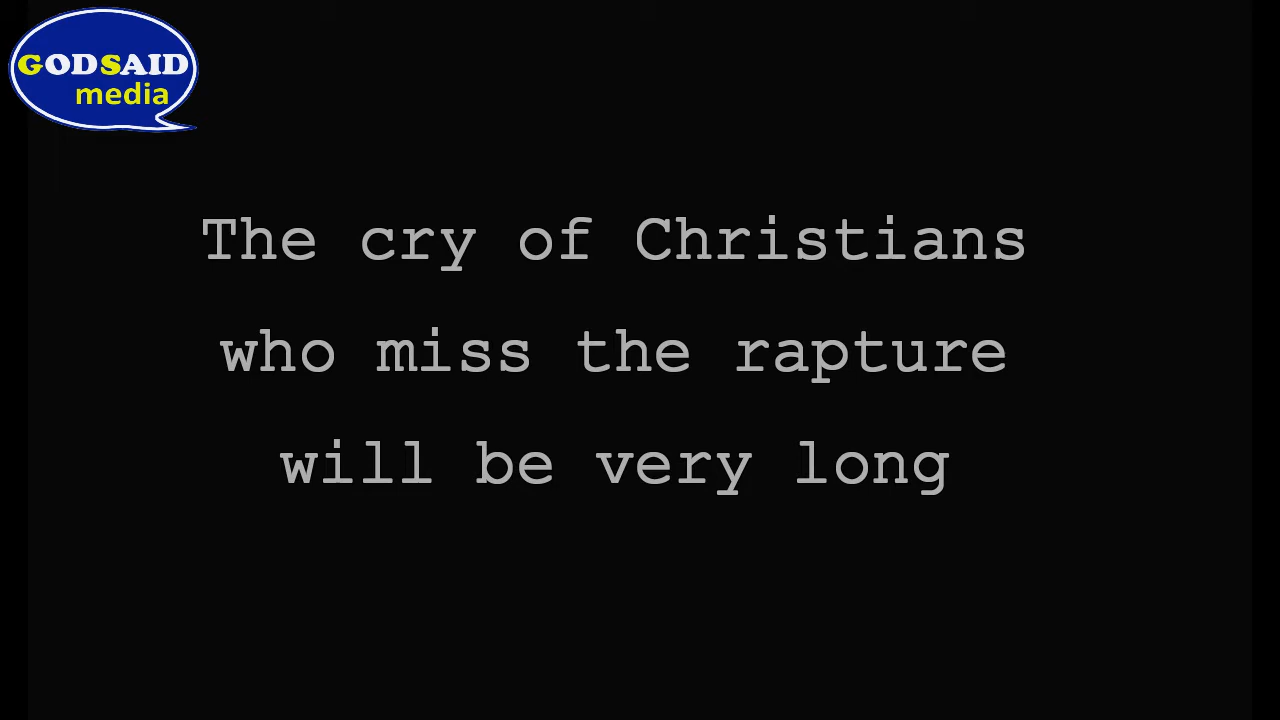 GODSAID
media
The cry of Christians
who miss the rapture
will be very long